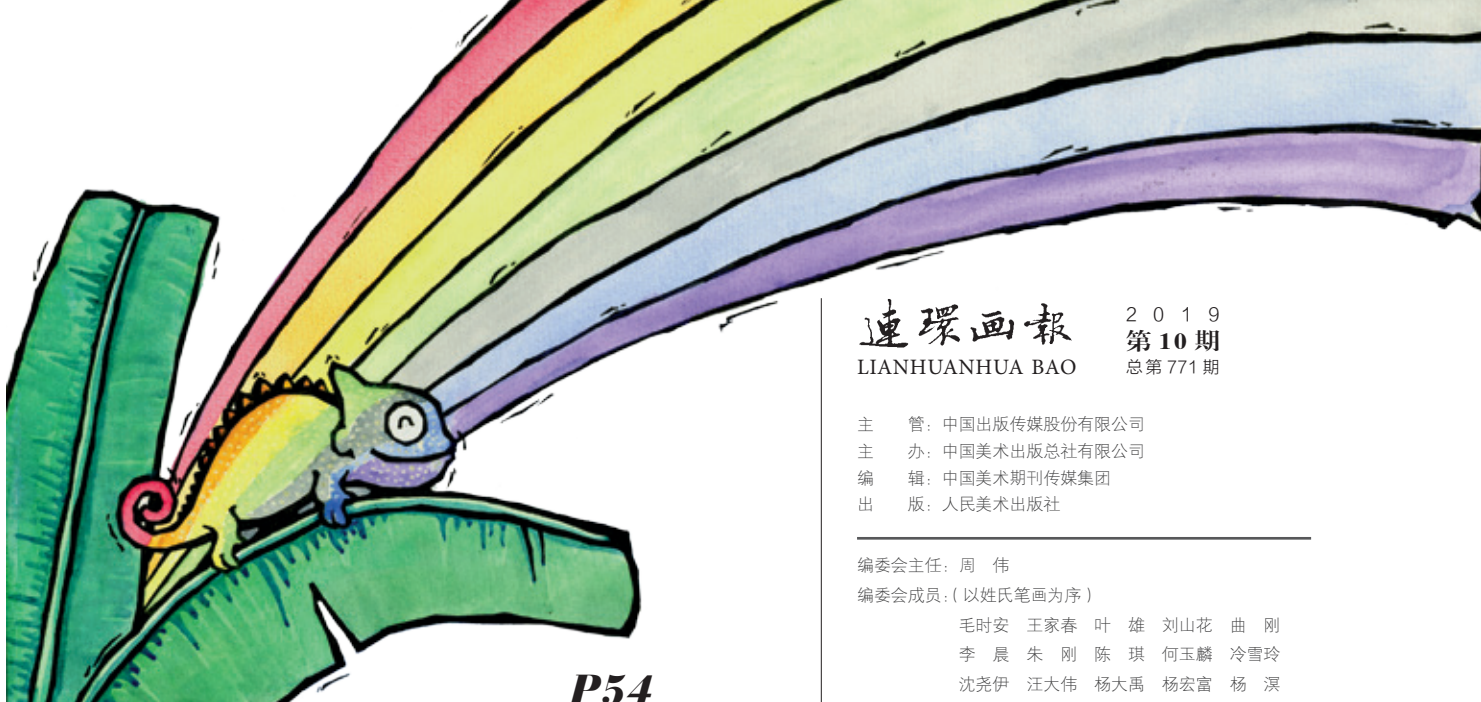 連環画報
LIANHUANHUA BAO
2019
第10期
总第771期
主　管：中国出版传媒股份有限公司
主　办：中国美术出版总社有限公司
编　辑：中国美术期刊传媒集团
出　版：人民美术出版社
编委会主任：周　伟
编委会成员：（以姓氏笔画为序）
毛时安　王家春　叶　雄　刘山花　曲　刚
李　晨　朱　刚　陈　琪　何玉麟　冷雪玲
沈尧伊　汪大伟　杨大禹　杨宏富　杨　溟
P54